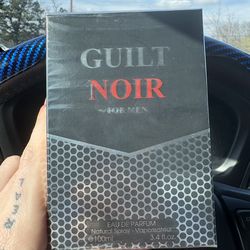 GUILT
NOIR
~FOR MEN
EAU DE PARFUM
Natural Spray - Vaporisateur
℮100ml 3.4 fl.oz